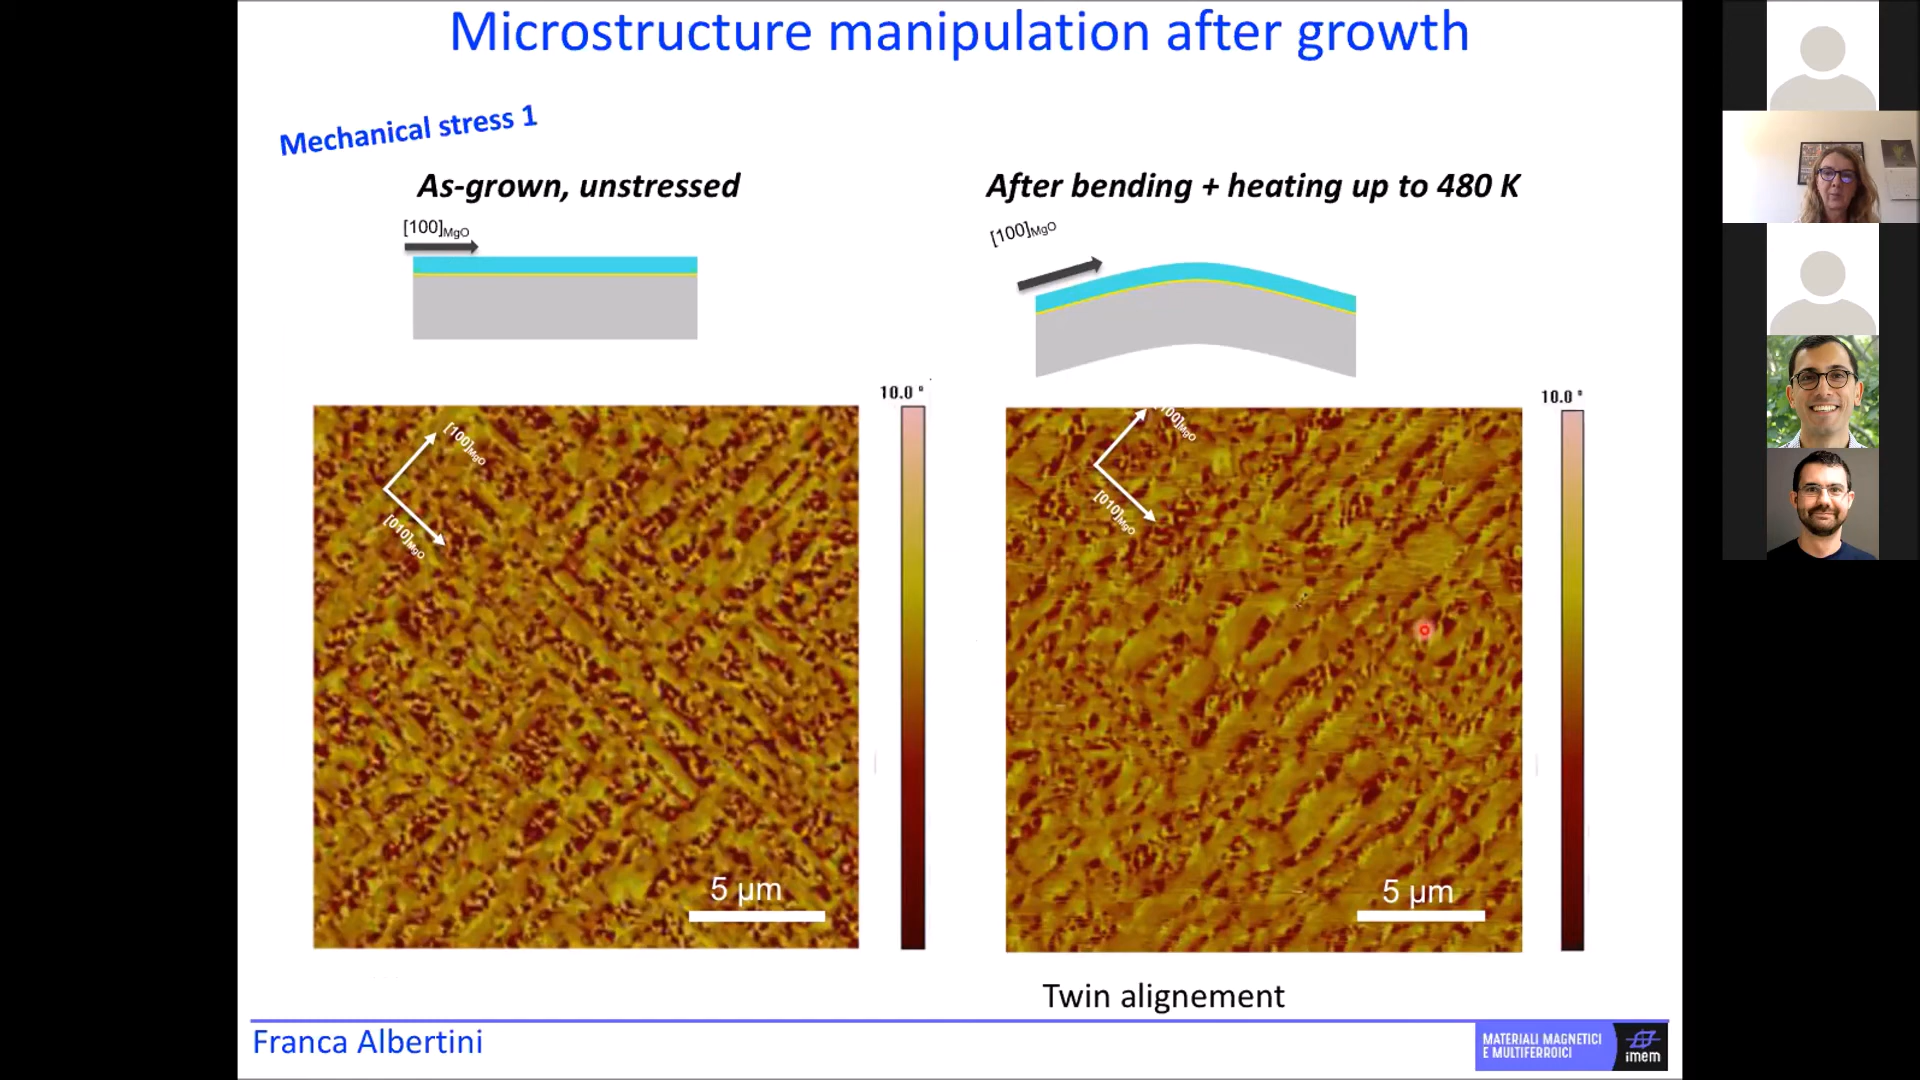 Microstructure manipulation after growth
Mechanical stress 1
As-grown, unstressed
[100]MgO
After bending + heating up to 480 K
[100]MgO
10.0 °
[100]MgO
[010]MgO
5 µm
10.0 °
100]MgO
[010]MgO
5 µm
Twin alignement
Franca Albertini
MATERIALI MAGNETICI
E MULTIFERROICI
imem